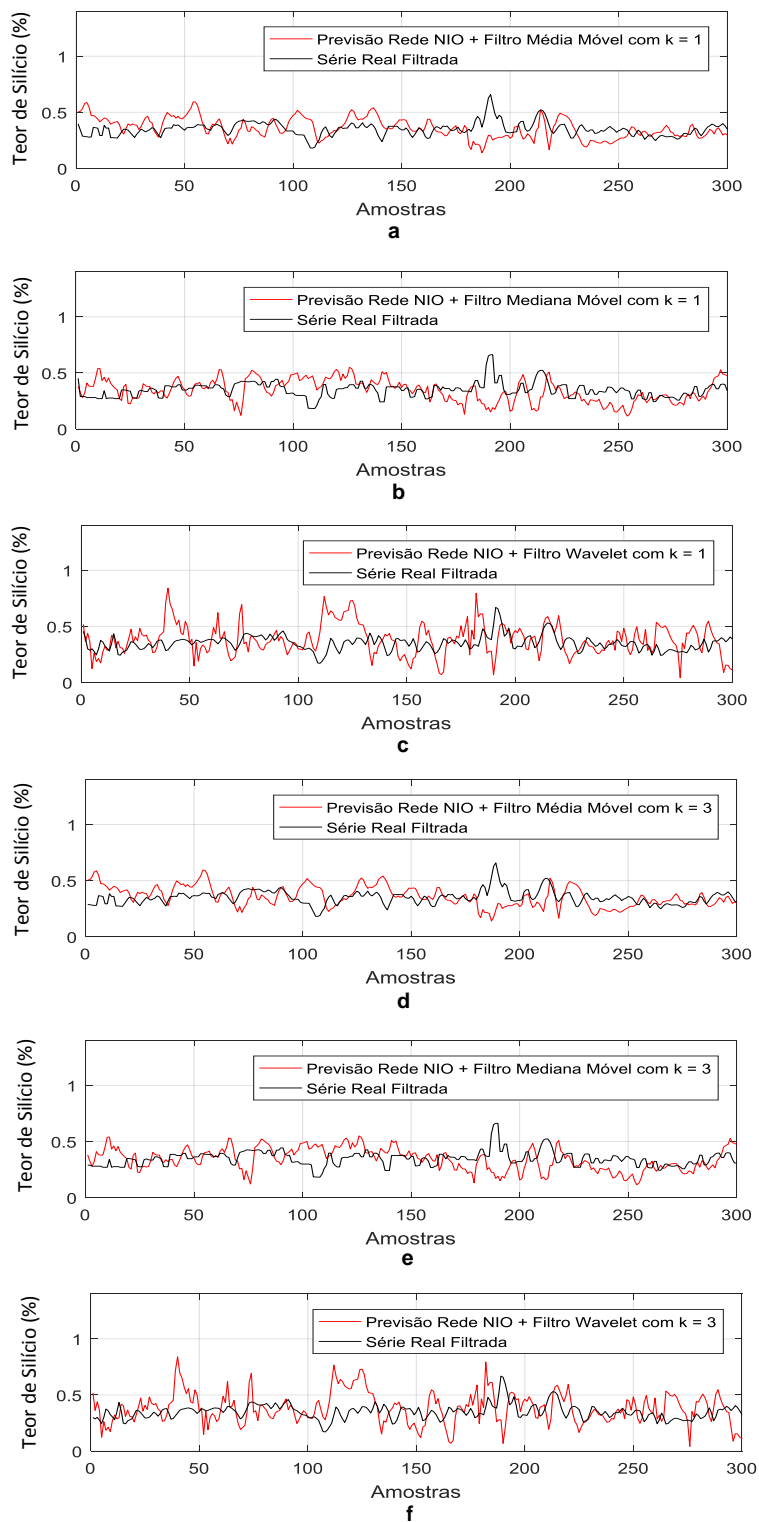 Teor de Silício (%)
1
0.5
0
Previsão Rede NIO + Filtro Média Móvel com k = 1
Série Real Filtrada
0 50 100 150 200 250 300
Amostras
a
Teor de Silício (%)
1
0.5
0
Previsão Rede NIO + Filtro Mediana Móvel com k = 1
Série Real Filtrada
0 50 100 150 200 250 300
Amostras
b
Teor de Silício (%)
1
0.5
0
Previsão Rede NIO + Filtro Wavelet com k = 1
Série Real Filtrada
0 50 100 150 200 250 300
Amostras
c
Teor de Silício (%)
1
0.5
0
Previsão Rede NIO + Filtro Média Móvel com k = 3
Série Real Filtrada
0 50 100 150 200 250 300
Amostras
d
Teor de Silício (%)
1
0.5
0
Previsão Rede NIO + Filtro Mediana Móvel com k = 3
Série Real Filtrada
0 50 100 150 200 250 300
Amostras
e
Teor de Silício (%)
1
0.5
0
Previsão Rede NIO + Filtro Wavelet com k = 3
Série Real Filtrada
0 50 100 150 200 250 300
Amostras
f